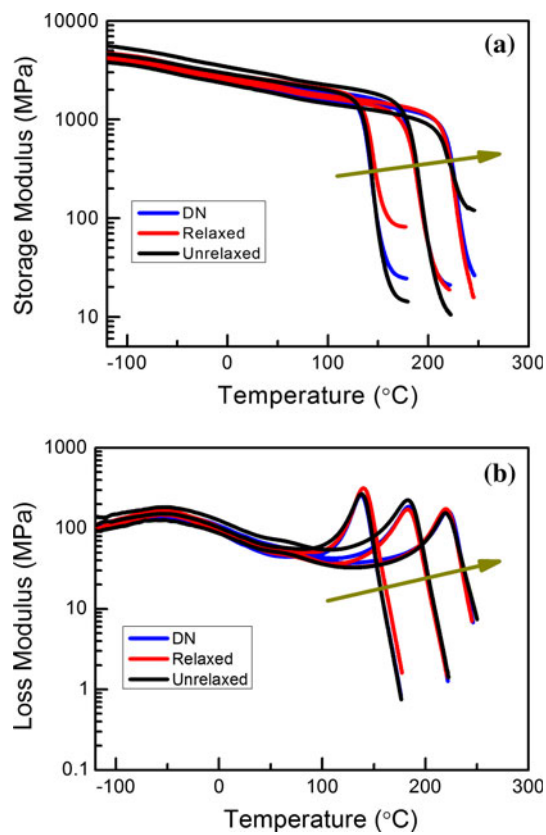 (a)
Storage Modulus (MPa)
10000
1000
100
10
DN
Relaxed
Unrelaxed
-100 0 100 200 300
Temperature (°C)
(b)
Loss Modulus (MPa)
1000
100
10
1
0.1
DN
Relaxed
Unrelaxed
-100 0 100 200 300
Temperature (°C)